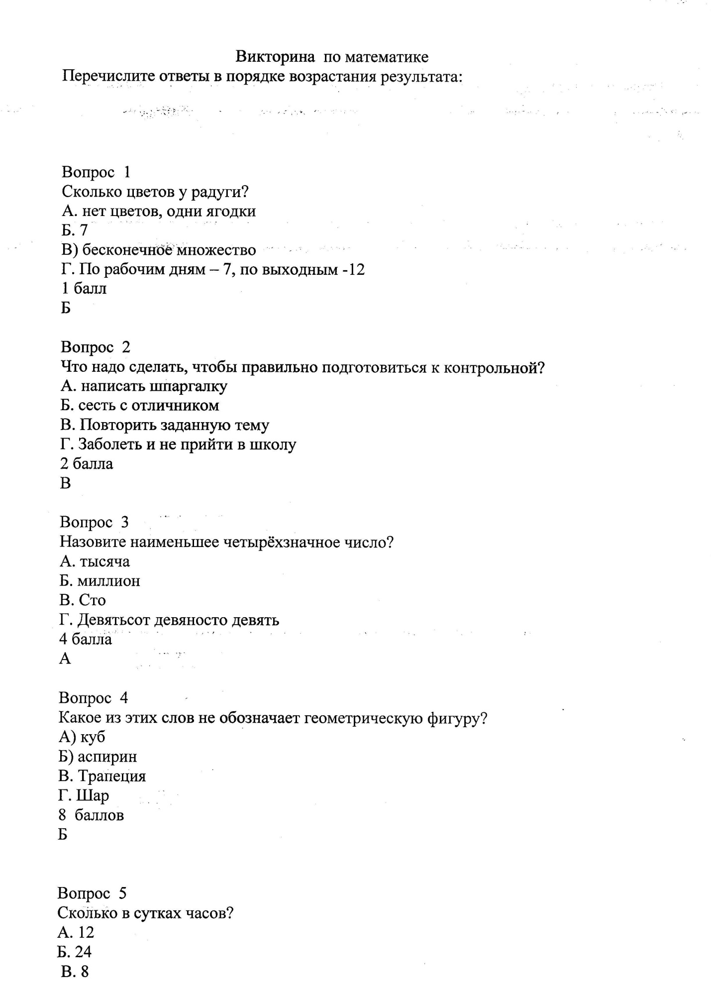 Викторина по математике
Перечислите ответы в порядке возрастания результата:
Вопрос 1
Сколько цветов у радуги?
А. нет цветов, одни ягодки
Б. 7
В) бесконечное множество
Г. По рабочим дням – 7, по выходным -12
1 балл
Б
Вопрос 2
Что надо сделать, чтобы правильно подготовиться к контрольной?
А. написать шпаргалку
Б. сесть с отличником
В. Повторить заданную тему
Г. Заболеть и не прийти в школу
2 балла
В
Вопрос 3
Назовите наименьшее четырёхзначное число?
А. тысяча
Б. миллион
В. Сто
Г. Девятьсот девяносто девять
4 балла
А
Вопрос 4
Какое из этих слов не обозначает геометрическую фигуру?
А) куб
Б) аспирин
В. Трапеция
Г. Шар
8 баллов
Б
Вопрос 5
Сколько в сутках часов?
А. 12
Б. 24
В. 8